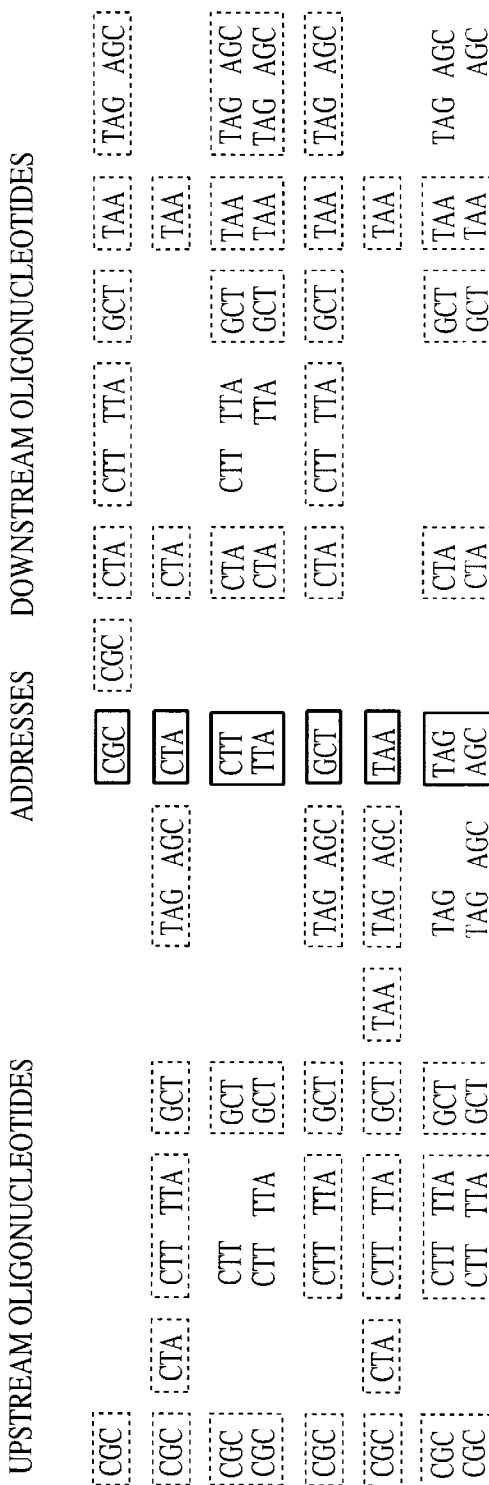 UPSTREAM OLIGONUCLEOTIDES ADDRESSES DOWNSTREAM OLIGONUCLEOTIDES
CGC CGC CGC CTA CTT TTA GCT TAA TAG AGC
CGC CTA CTT TTA GCT TAG AGC CTA CTA TAA
CGC CTT GCT CTT CTA CTT TTA GCT TAA TAG AGC
CGC CTT TTA GCT TTA CTA TTA GCT TAA TAG AGC
CGC CTT TTA GCT TAG AGC GCT CTA CTT TTA GCT TAA TAG AGC
CGC CTA CTT TTA GCT TAA TAG AGC TAA TAA
CGC CTT TTA GCT TAG TAG CTA GCT TAA TAG AGC
CGC CTT TTA GCT TAG AGC AGC CTA GCT TAA AGC